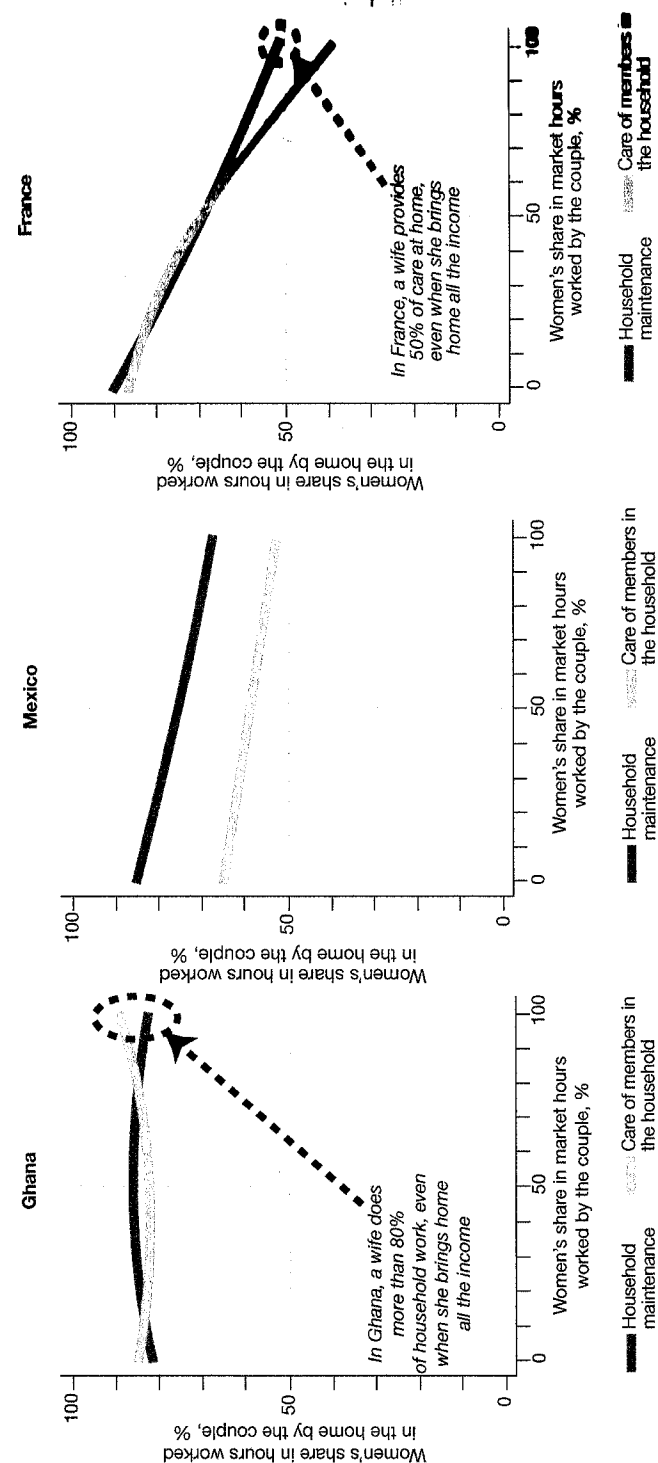 Ghana
Women's share in hours worked
in the home by the couple, %
100
50
0
In Ghana, a wife does
more than 80%
of household work, even
when she brings home
all the income
0
50
100
Women's share in market hours
worked by the couple, %
Household
maintenance
Care of members in
the household
Mexico
Women's share in hours worked
in the home by the couple, %
100
50
0
0
50
100
Women's share in market hours
worked by the couple, %
Household
maintenance
Care of members in
the household
France
Women's share in hours worked
in the home by the couple, %
100
50
0
In France, a wife provides
50% of care at home,
even when she brings
home all the income
0
50
100
Women's share in market hours
worked by the couple, %
Household
maintenance
Care of members in
the household